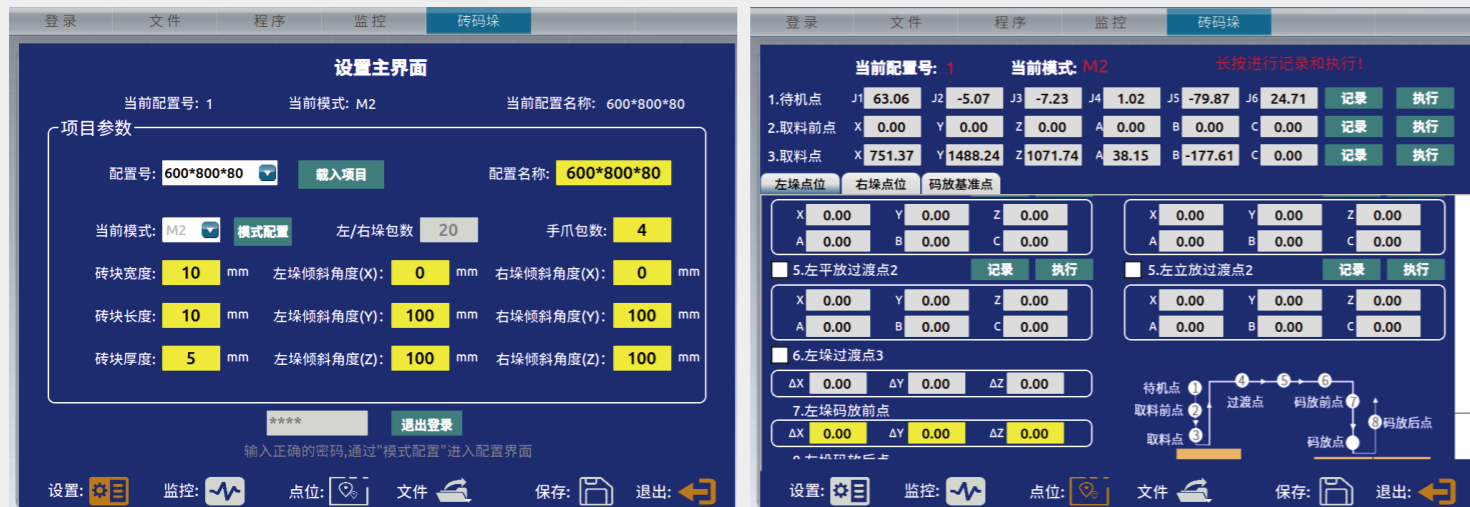 登录 文件 程序 监控 砖码垛
设置主界面
当前配置号: 1 当前模式: M2 当前配置名称: 600*800*80
项目参数
配置号: 600*800*80 载入项目 配置名称: 600*800*80
当前模式: M2 模式配置 左/右垛包数 20 手爪包数: 4
砖块宽度: 10 mm 左垛倾斜角度(X): 0 mm 右垛倾斜角度(X): 0 mm
砖块长度: 10 mm 左垛倾斜角度(Y): 100 mm 右垛倾斜角度(Y): 100 mm
砖块厚度: 5 mm 左垛倾斜角度(Z): 100 mm 右垛倾斜角度(Z): 100 mm
**** 退出登录
输入正确的密码,通过"模式配置"进入配置界面
设置: 监控: 点位: 文件 保存: 退出:
登录 文件 程序 监控 砖码垛
当前配置号: 1 当前模式: M2 长按进行记录和执行!
1.待机点 J1 63.06 J2 -5.07 J3 -7.23 J4 1.02 J5 -79.87 J6 24.71 记录 执行
2.取料前点 X 0.00 Y 0.00 Z 0.00 A 0.00 B 0.00 C 0.00 记录 执行
3.取料点 X 751.37 Y 1488.24 Z 1071.74 A 38.15 B -177.61 C 0.00 记录 执行
左垛点位 右垛点位 码放基准点
X 0.00 Y 0.00 Z 0.00 X 0.00 Y 0.00 Z 0.00
A 0.00 B 0.00 C 0.00 A 0.00 B 0.00 C 0.00
5.左平放过渡点2 记录 执行 5.左立放过渡点2 记录 执行
X 0.00 Y 0.00 Z 0.00 X 0.00 Y 0.00 Z 0.00
A 0.00 B 0.00 C 0.00 A 0.00 B 0.00 C 0.00
6.左垛过渡点3
ΔX 0.00 ΔY 0.00 ΔZ 0.00
7.左垛码放前点
ΔX 0.00 ΔY 0.00 ΔZ 0.00
待机点 1 4 5 6
取料前点 2 过渡点 码放前点 7
取料点 3 码放点 8 码放后点
设置: 监控: 点位: 文件 保存: 退出: